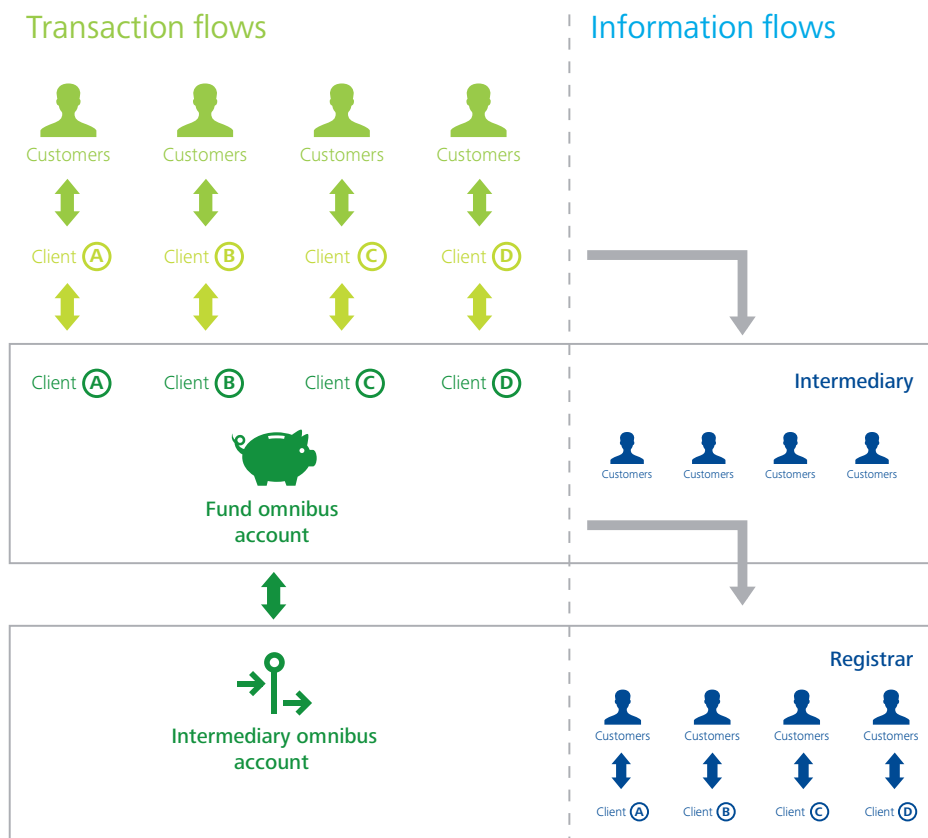 Transaction flows
Information flows
Customers
Customers
Customers
Customers
Client A
Client B
Client C
Client D
Client A
Client B
Client C
Client D
Intermediary
Customers
Customers
Customers
Customers
Fund omnibus
account
Registrar
Intermediary omnibus
account
Customers
Customers
Customers
Customers
Client A
Client B
Client C
Client D